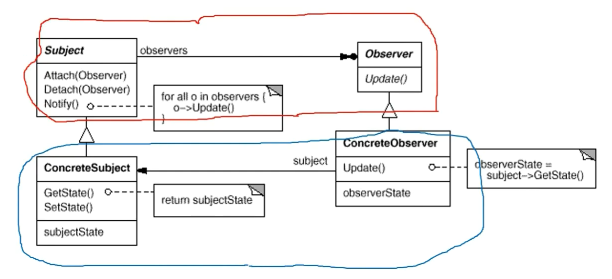 Subject
observers
Observer
Attach(Observer)
Detach(Observer)
Notify()
for all o in observers {
o->Update()
}
Update()
ConcreteSubject
subject
ConcreteObserver
GetState()
SetState()
return subjectState
subjectState
Update()
observerState
observerState =
subject->GetState()